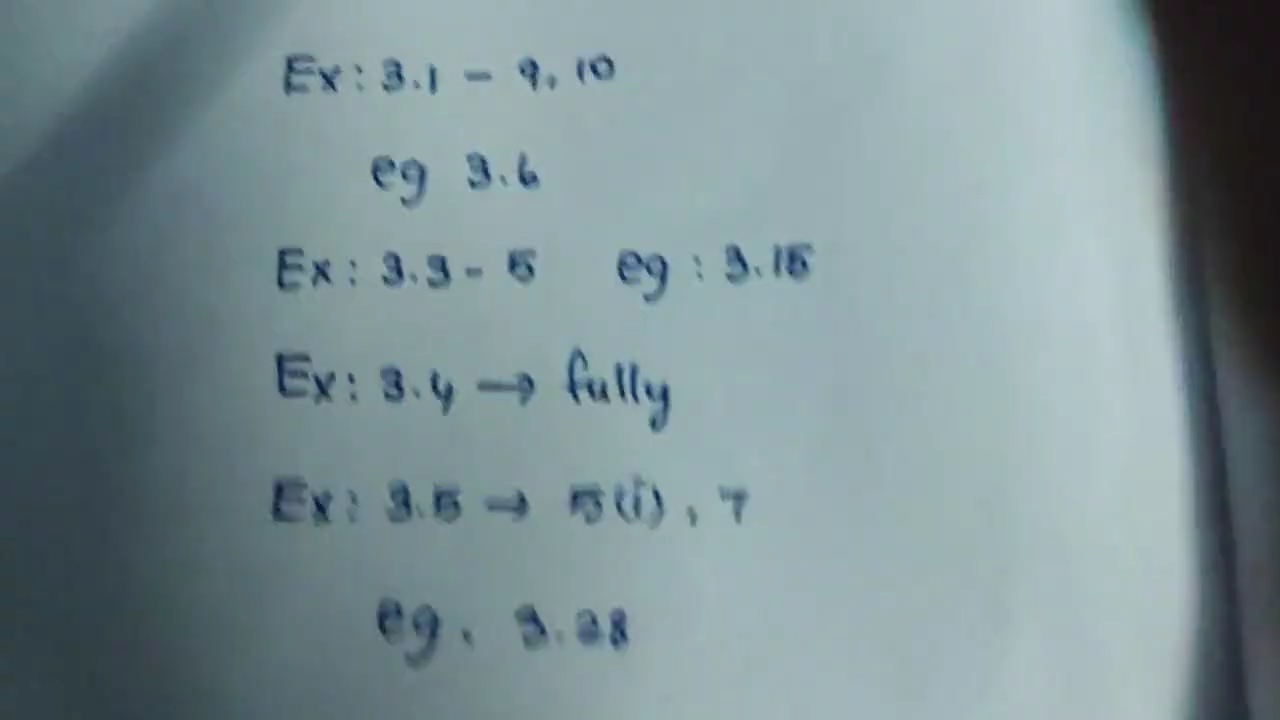 Ex: 3.1 - 9, 10
eg 3.6
Ex: 3.3 - 5 eg : 3.15
Ex: 3.4 → fully
Ex: 3.5 → 5(i), 7
eg. 3.28